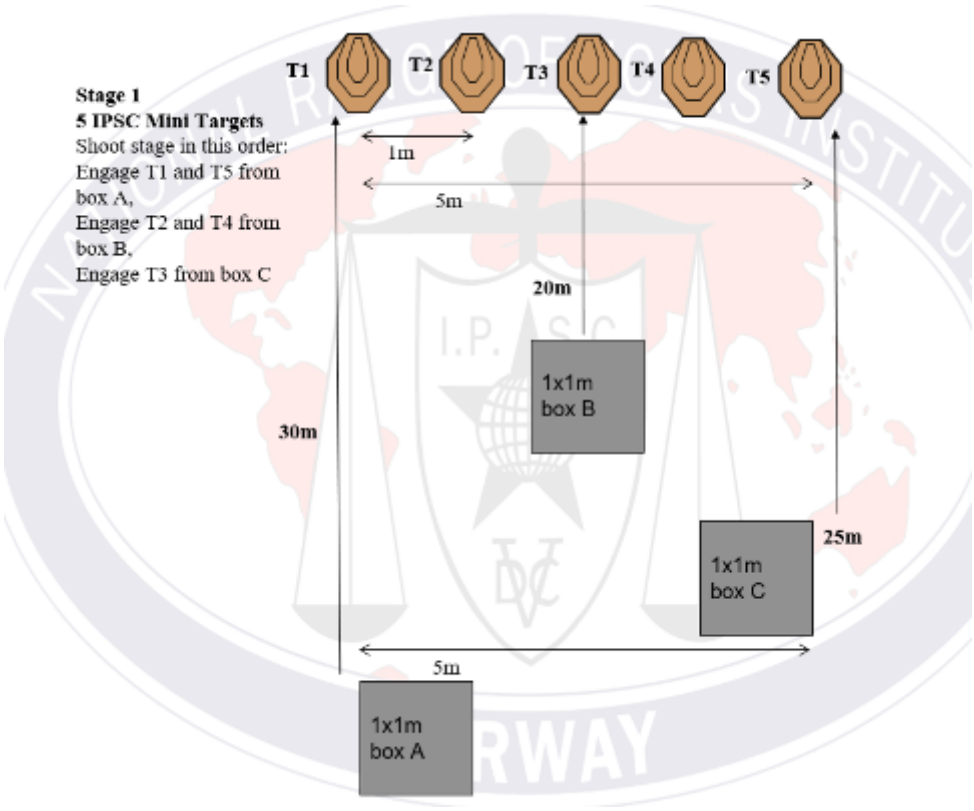 T1
T2
T3
T4
T5
Stage 1
5 IPSC Mini Targets
Shoot stage in this order:
Engage T1 and T5 from
box A,
Engage T2 and T4 from
box B,
Engage T3 from box C
1m
5m
20m
30m
25m
1x1m
box B
1x1m
box C
5m
1x1m
box A
I.P.S.C
DVC